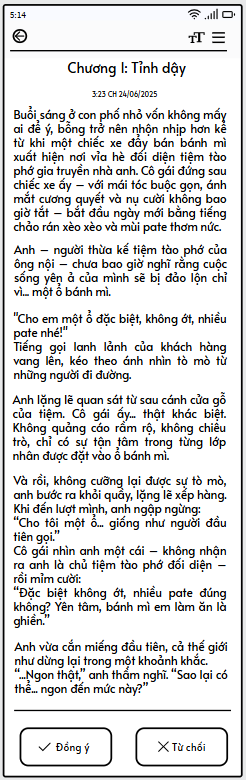 5:14
TT
Chương I: Tỉnh dậy
3:23 CH 24/06/2025
Buổi sáng ở con phố nhỏ vốn không mấy
ai để ý, bỗng trở nên nhộn nhịp hơn kể
từ khi một chiếc xe đẩy bán bánh mì
xuất hiện nơi vỉa hè đối diện tiệm tào
phớ gia truyền nhà anh. Cô gái đứng sau
chiếc xe ấy – với mái tóc buộc gọn, ánh
mắt cương quyết và nụ cười không bao
giờ tắt – bắt đầu ngày mới bằng tiếng
chảo rán xèo xèo và mùi pate thơm nức.
Anh – người thừa kế tiệm tào phớ của
ông nội – chưa bao giờ nghĩ rằng cuộc
sống yên ả của mình sẽ bị đảo lộn chỉ
vì... một ổ bánh mì.
"Cho em một ổ đặc biệt, không ớt, nhiều
pate nhé!"
Tiếng gọi lanh lảnh của khách hàng
vang lên, kéo theo ánh nhìn tò mò từ
những người đi đường.
Anh lặng lẽ quan sát từ sau cánh cửa gỗ
của tiệm. Cô gái ấy... thật khác biệt.
Không quảng cáo rầm rộ, không chiêu
trò, chỉ có sự tận tâm trong từng lớp
nhân được đặt vào ổ bánh mì.
Và rồi, không cưỡng lại được sự tò mò,
anh bước ra khỏi quầy, lặng lẽ xếp hàng.
Khi đến lượt mình, anh ngập ngừng:
“Cho tôi một ổ... giống như người đầu
tiên gọi.”
Cô gái nhìn anh một cái – không nhận
ra anh là chủ tiệm tào phớ đối diện –
rồi mỉm cười:
“Đặc biệt không ớt, nhiều pate đúng
không? Yên tâm, bánh mì em làm ăn là
ghiền.”
Anh vừa cắn miếng đầu tiên, cả thế giới
như dừng lại trong một khoảnh khắc.
“...Ngon thật,” anh thầm nghĩ. “Sao lại có
thể... ngon đến mức này?”
Đồng ý
Từ chối